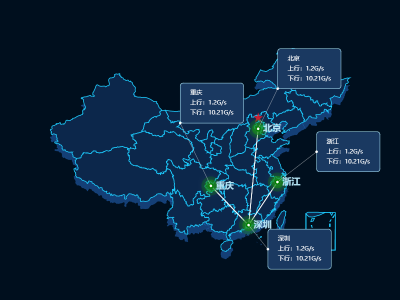 北京
上行：1.2G/s
下行：10.21G/s
重庆
上行：1.2G/s
下行：10.21G/s
北京
浙江
上行：1.2G/s
下行：10.21G/s
重庆
浙江
深圳
深圳
上行：1.2G/s
下行：10.21G/s